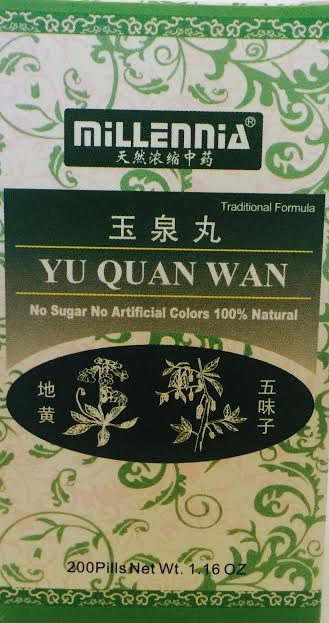 MILLENNIA®
天然浓缩中药
Traditional Formula
玉泉丸
YU QUAN WAN
No Sugar No Artificial Colors 100% Natural
地黄
五味子
200Pills Net Wt. 1.16 OZ